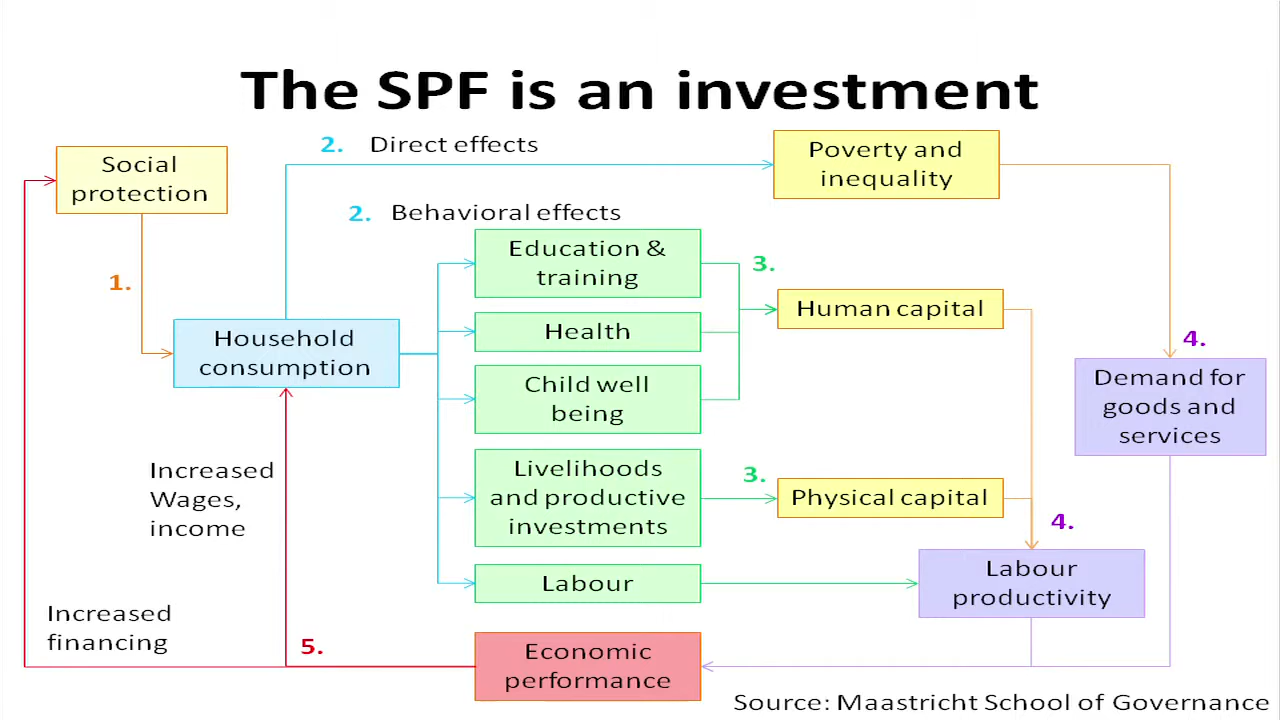 The SPF is an investment
2. Direct effects
Social
protection
Poverty and
inequality
2. Behavioral effects
Education &
training
3.
1.
Human capital
Health
Household
consumption
4.
Demand for
goods and
services
Child well
being
Increased
Wages,
income
Livelihoods
and productive
investments
3.
Physical capital
4.
Labour
Labour
productivity
Increased
financing
5.
Economic
performance
Source: Maastricht School of Governance